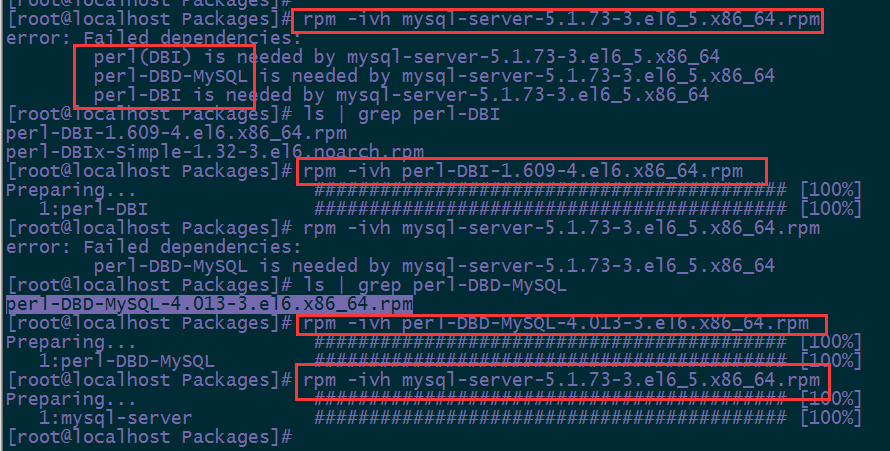 [root@localhost Packages]#
[root@localhost Packages]# rpm -ivh mysql-server-5.1.73-3.el6_5.x86_64.rpm
error: Failed dependencies:
        perl(DBI) is needed by mysql-server-5.1.73-3.el6_5.x86_64
        perl-DBD-MySQL is needed by mysql-server-5.1.73-3.el6_5.x86_64
        perl-DBI is needed by mysql-server-5.1.73-3.el6_5.x86_64
[root@localhost Packages]# ls | grep perl-DBI
perl-DBI-1.609-4.el6.x86_64.rpm
perl-DBIx-Simple-1.32-3.el6.noarch.rpm
[root@localhost Packages]# rpm -ivh perl-DBI-1.609-4.el6.x86_64.rpm
Preparing...                ########################################### [100%]
   1:perl-DBI               ########################################### [100%]
[root@localhost Packages]# rpm -ivh mysql-server-5.1.73-3.el6_5.x86_64.rpm
error: Failed dependencies:
        perl-DBD-MySQL is needed by mysql-server-5.1.73-3.el6_5.x86_64
[root@localhost Packages]# ls | grep perl-DBD-MySQL
perl-DBD-MySQL-4.013-3.el6.x86_64.rpm
[root@localhost Packages]# rpm -ivh perl-DBD-MySQL-4.013-3.el6.x86_64.rpm
Preparing...                ########################################### [100%]
   1:perl-DBD-MySQL         ########################################### [100%]
[root@localhost Packages]# rpm -ivh mysql-server-5.1.73-3.el6_5.x86_64.rpm
Preparing...                ########################################### [100%]
   1:mysql-server           ########################################### [100%]
[root@localhost Packages]#